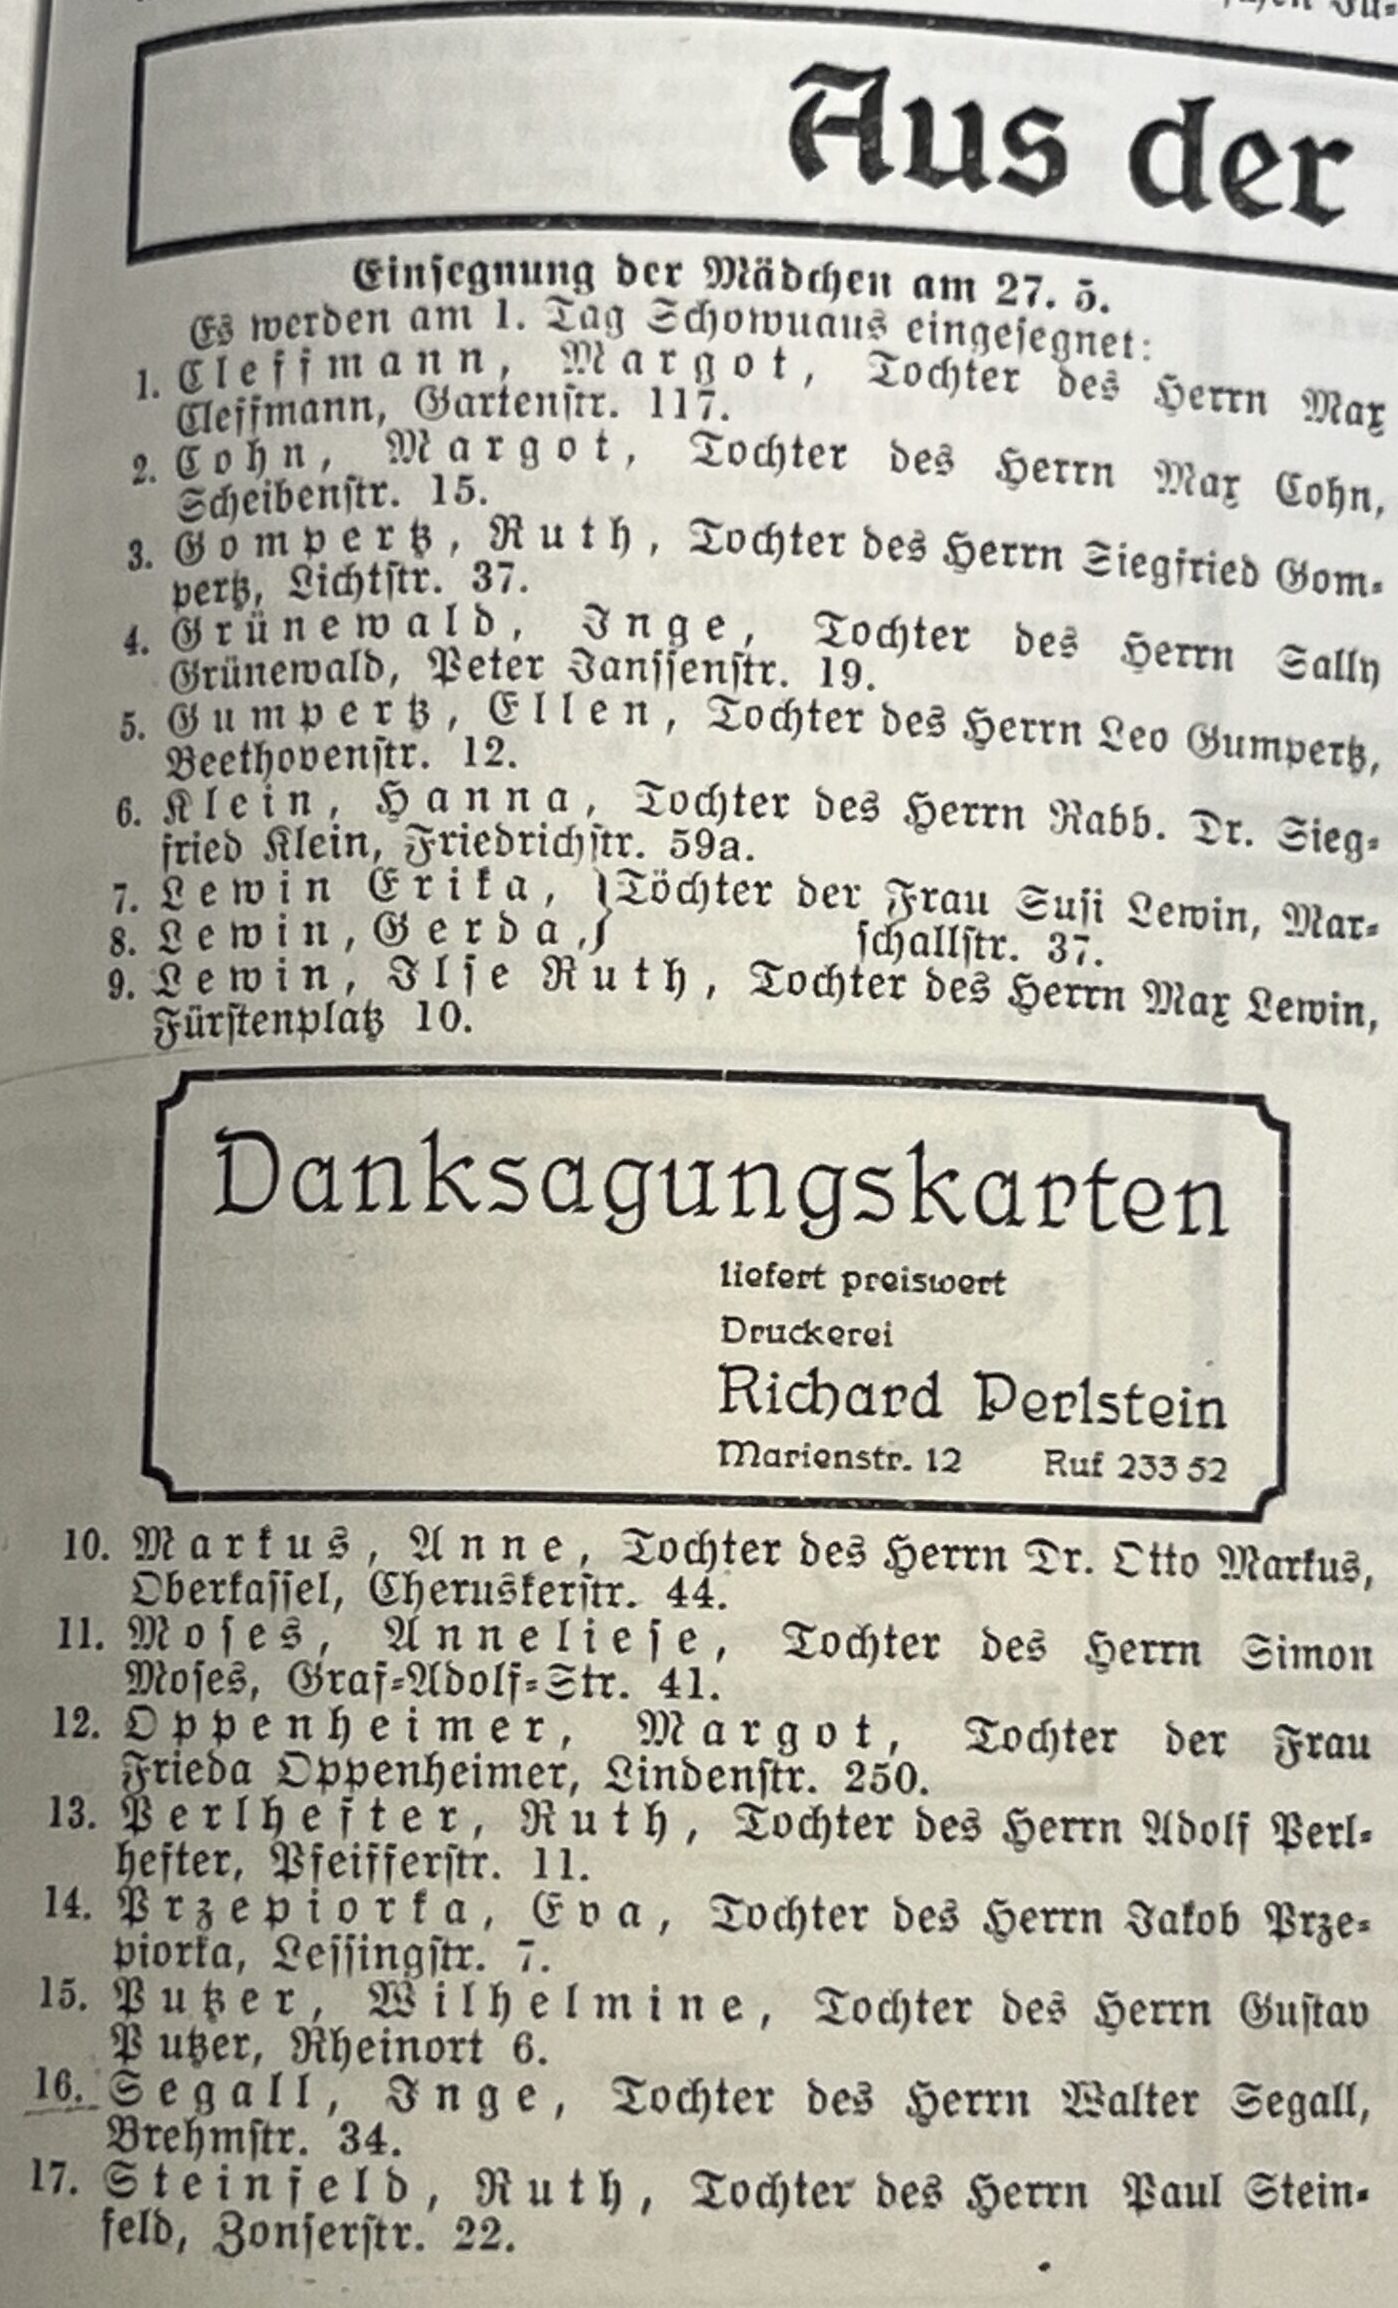 Aus der
Einsegnung der Mädchen am 27. 5.
Es werden am 1. Tag Schowuaus eingesegnet:
1. Cleffmann, Margot, Tochter des Herrn Max
Cleffmann, Gartenstr. 117.
2. Cohn, Margot, Tochter des Herrn Max Cohn,
Scheibenstr. 15.
3. Gompertz, Ruth, Tochter des Herrn Siegfried Gom-
pertz, Lichtstr. 37.
4. Grünewald, Inge, Tochter des Herrn Sally
Grünewald, Peter Janssenstr. 19.
5. Gumpertz, Ellen, Tochter des Herrn Leo Gumpertz,
Beethovenstr. 12.
6. Klein, Hanna, Tochter des Herrn Rabb. Dr. Sieg-
fried Klein, Friedrichstr. 59a.
7. Lewin Erika, }Töchter der Frau Susi Lewin, Mar-
8. Lewin, Gerda,} schallstr. 37.
9. Lewin, Ilse Ruth, Tochter des Herrn Max Lewin,
Fürstenplatz 10.
Danksagungskarten
liefert preiswert
Druckerei
Richard Perlstein
Marienstr. 12 Ruf 233 52
10. Markus, Anne, Tochter des Herrn Dr. Otto Markus,
Oberkassel, Cheruskerstr. 44.
11. Moses, Anneliese, Tochter des Herrn Simon
Moses, Graf-Adolf-Str. 41.
12. Oppenheimer, Margot, Tochter der Frau
Frieda Oppenheimer, Lindenstr. 250.
13. Perlhefter, Ruth, Tochter des Herrn Adolf Perl-
hefter, Pfeifferstr. 11.
14. Przepiorka, Eva, Tochter des Herrn Jakob Prze-
piorka, Lessingstr. 7.
15. Putzer, Wilhelmine, Tochter des Herrn Gustav
Putzer, Rheinort 6.
16. Segall, Inge, Tochter des Herrn Walter Segall,
Brehmstr. 34.
17. Steinfeld, Ruth, Tochter des Herrn Paul Stein-
feld, Zonserstr. 22.